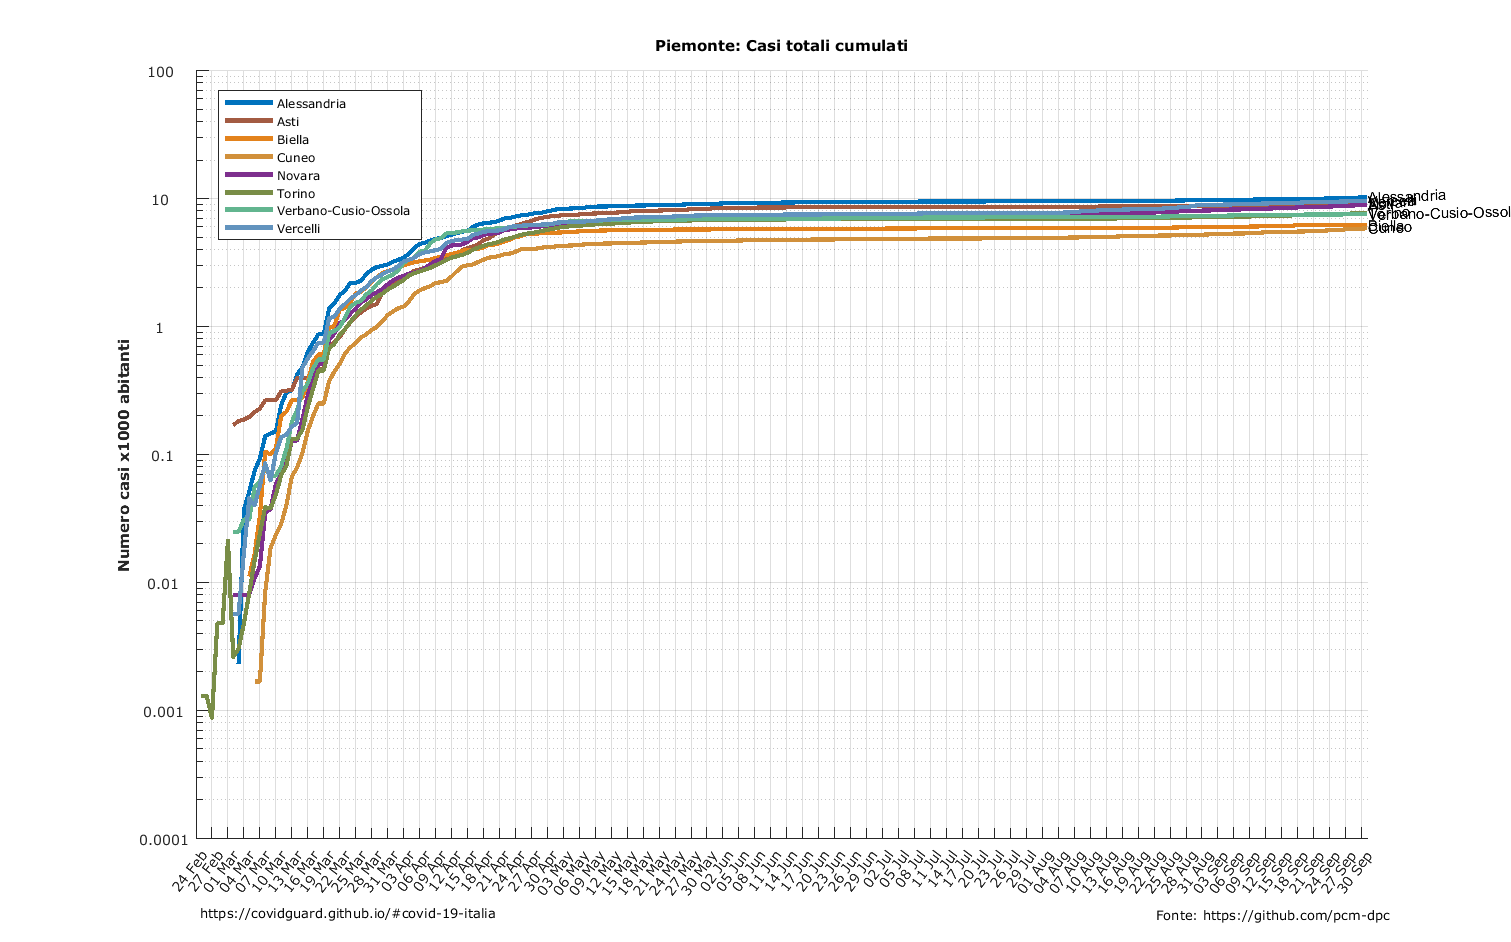 Piemonte: Casi totali cumulati
100
10
1
0.1
0.01
0.001
0.0001
Numero casi x1000 abitanti
Alessandria
Asti
Biella
Cuneo
Novara
Torino
Verbano-Cusio-Ossola
Vercelli
Alessandria
Verbano-Cusio-Ossol
Biella
Cuneo
24 Feb
27 Feb
01 Mar
04 Mar
07 Mar
10 Mar
13 Mar
16 Mar
19 Mar
22 Mar
25 Mar
28 Mar
31 Mar
03 Apr
06 Apr
09 Apr
12 Apr
15 Apr
18 Apr
21 Apr
24 Apr
27 Apr
30 Apr
03 May
06 May
09 May
12 May
15 May
18 May
21 May
24 May
27 May
30 May
02 Jun
05 Jun
08 Jun
11 Jun
14 Jun
17 Jun
20 Jun
23 Jun
26 Jun
29 Jun
02 Jul
05 Jul
08 Jul
11 Jul
14 Jul
17 Jul
20 Jul
23 Jul
26 Jul
29 Jul
01 Aug
04 Aug
07 Aug
10 Aug
13 Aug
16 Aug
19 Aug
22 Aug
25 Aug
28 Aug
31 Aug
03 Sep
06 Sep
09 Sep
12 Sep
15 Sep
18 Sep
21 Sep
24 Sep
27 Sep
30 Sep
https://covidguard.github.io/#covid-19-italia
Fonte: https://github.com/pcm-dpc